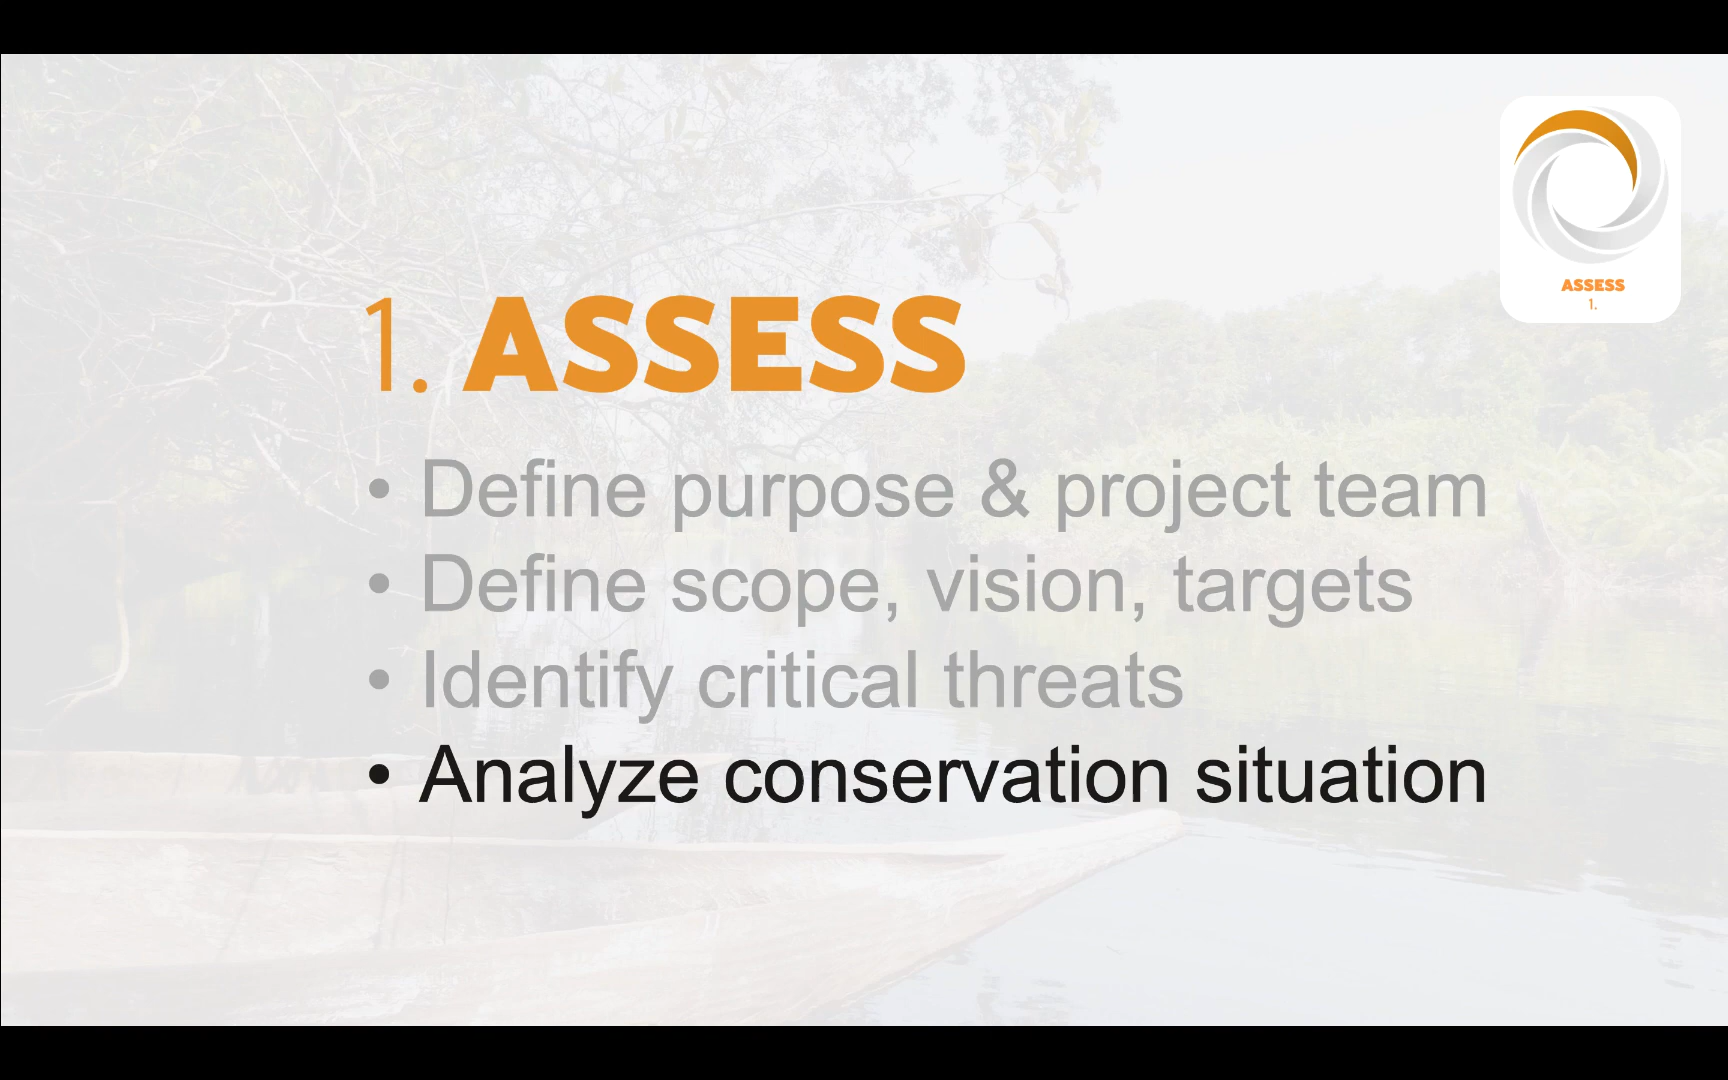 1. ASSESS
• Define purpose & project team
• Define scope, vision, targets
• Identify critical threats
• Analyze conservation situation
ASSESS
1.